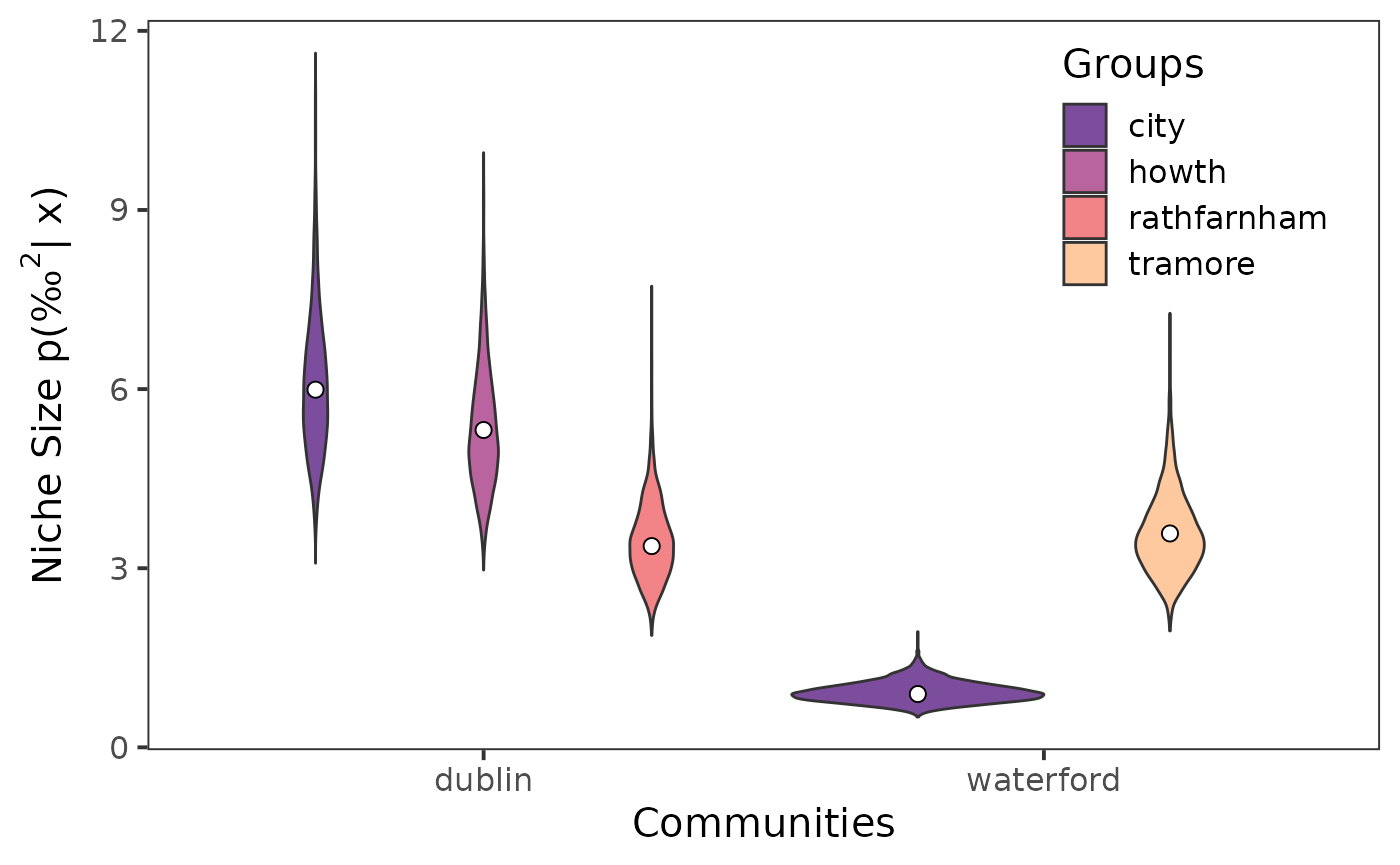 12
9
6
3
0
Niche Size p(‰²| x)
Groups
city
howth
rathfarnham
tramore
dublin
waterford
Communities